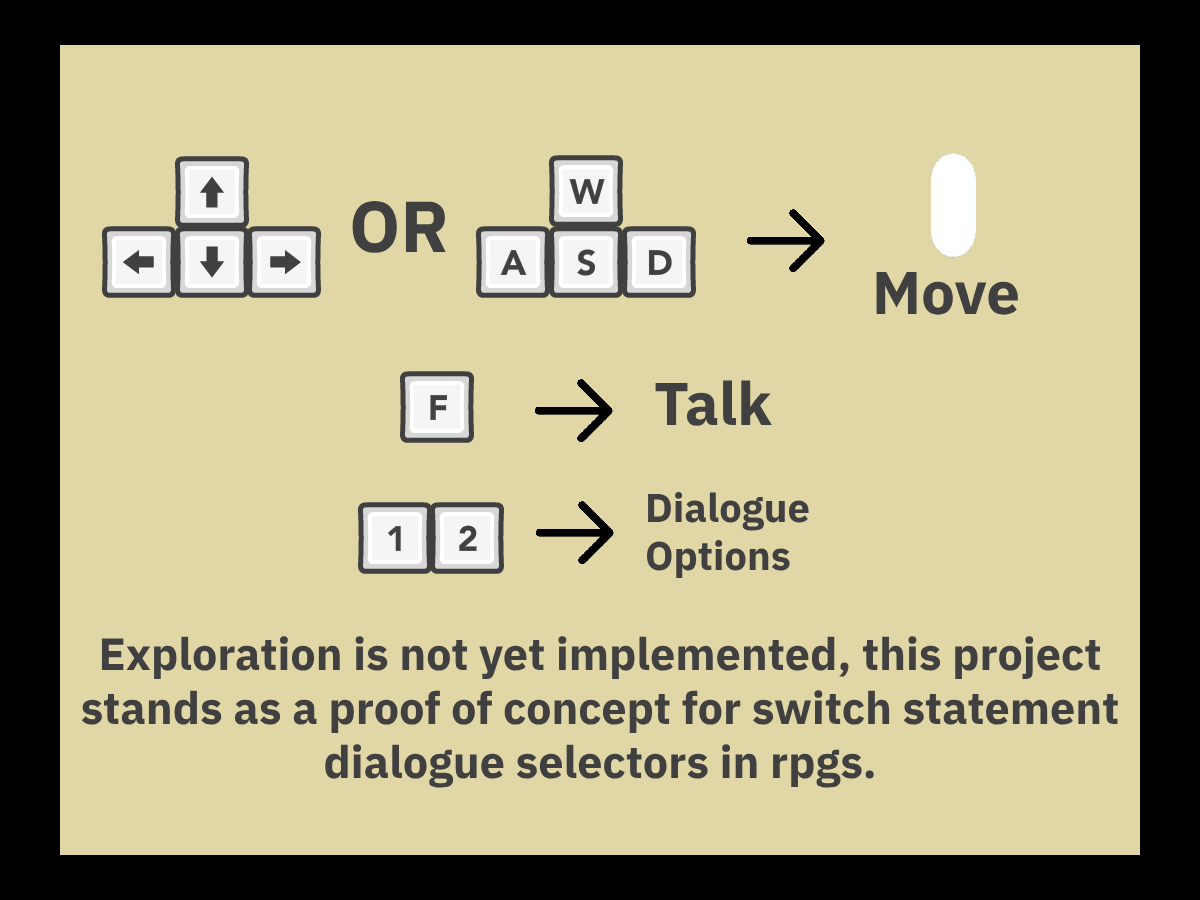 W
OR
A S D
Move
F
Talk
1 2
Dialogue
Options
Exploration is not yet implemented, this project
stands as a proof of concept for switch statement
dialogue selectors in rpgs.